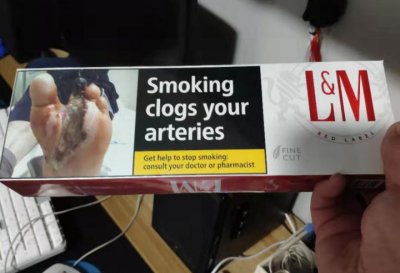 Smoking
clogs your
arteries
Get help to stop smoking:
consult your doctor or pharmacist
L&M
RED LABEL
FINE
CUT
L&M